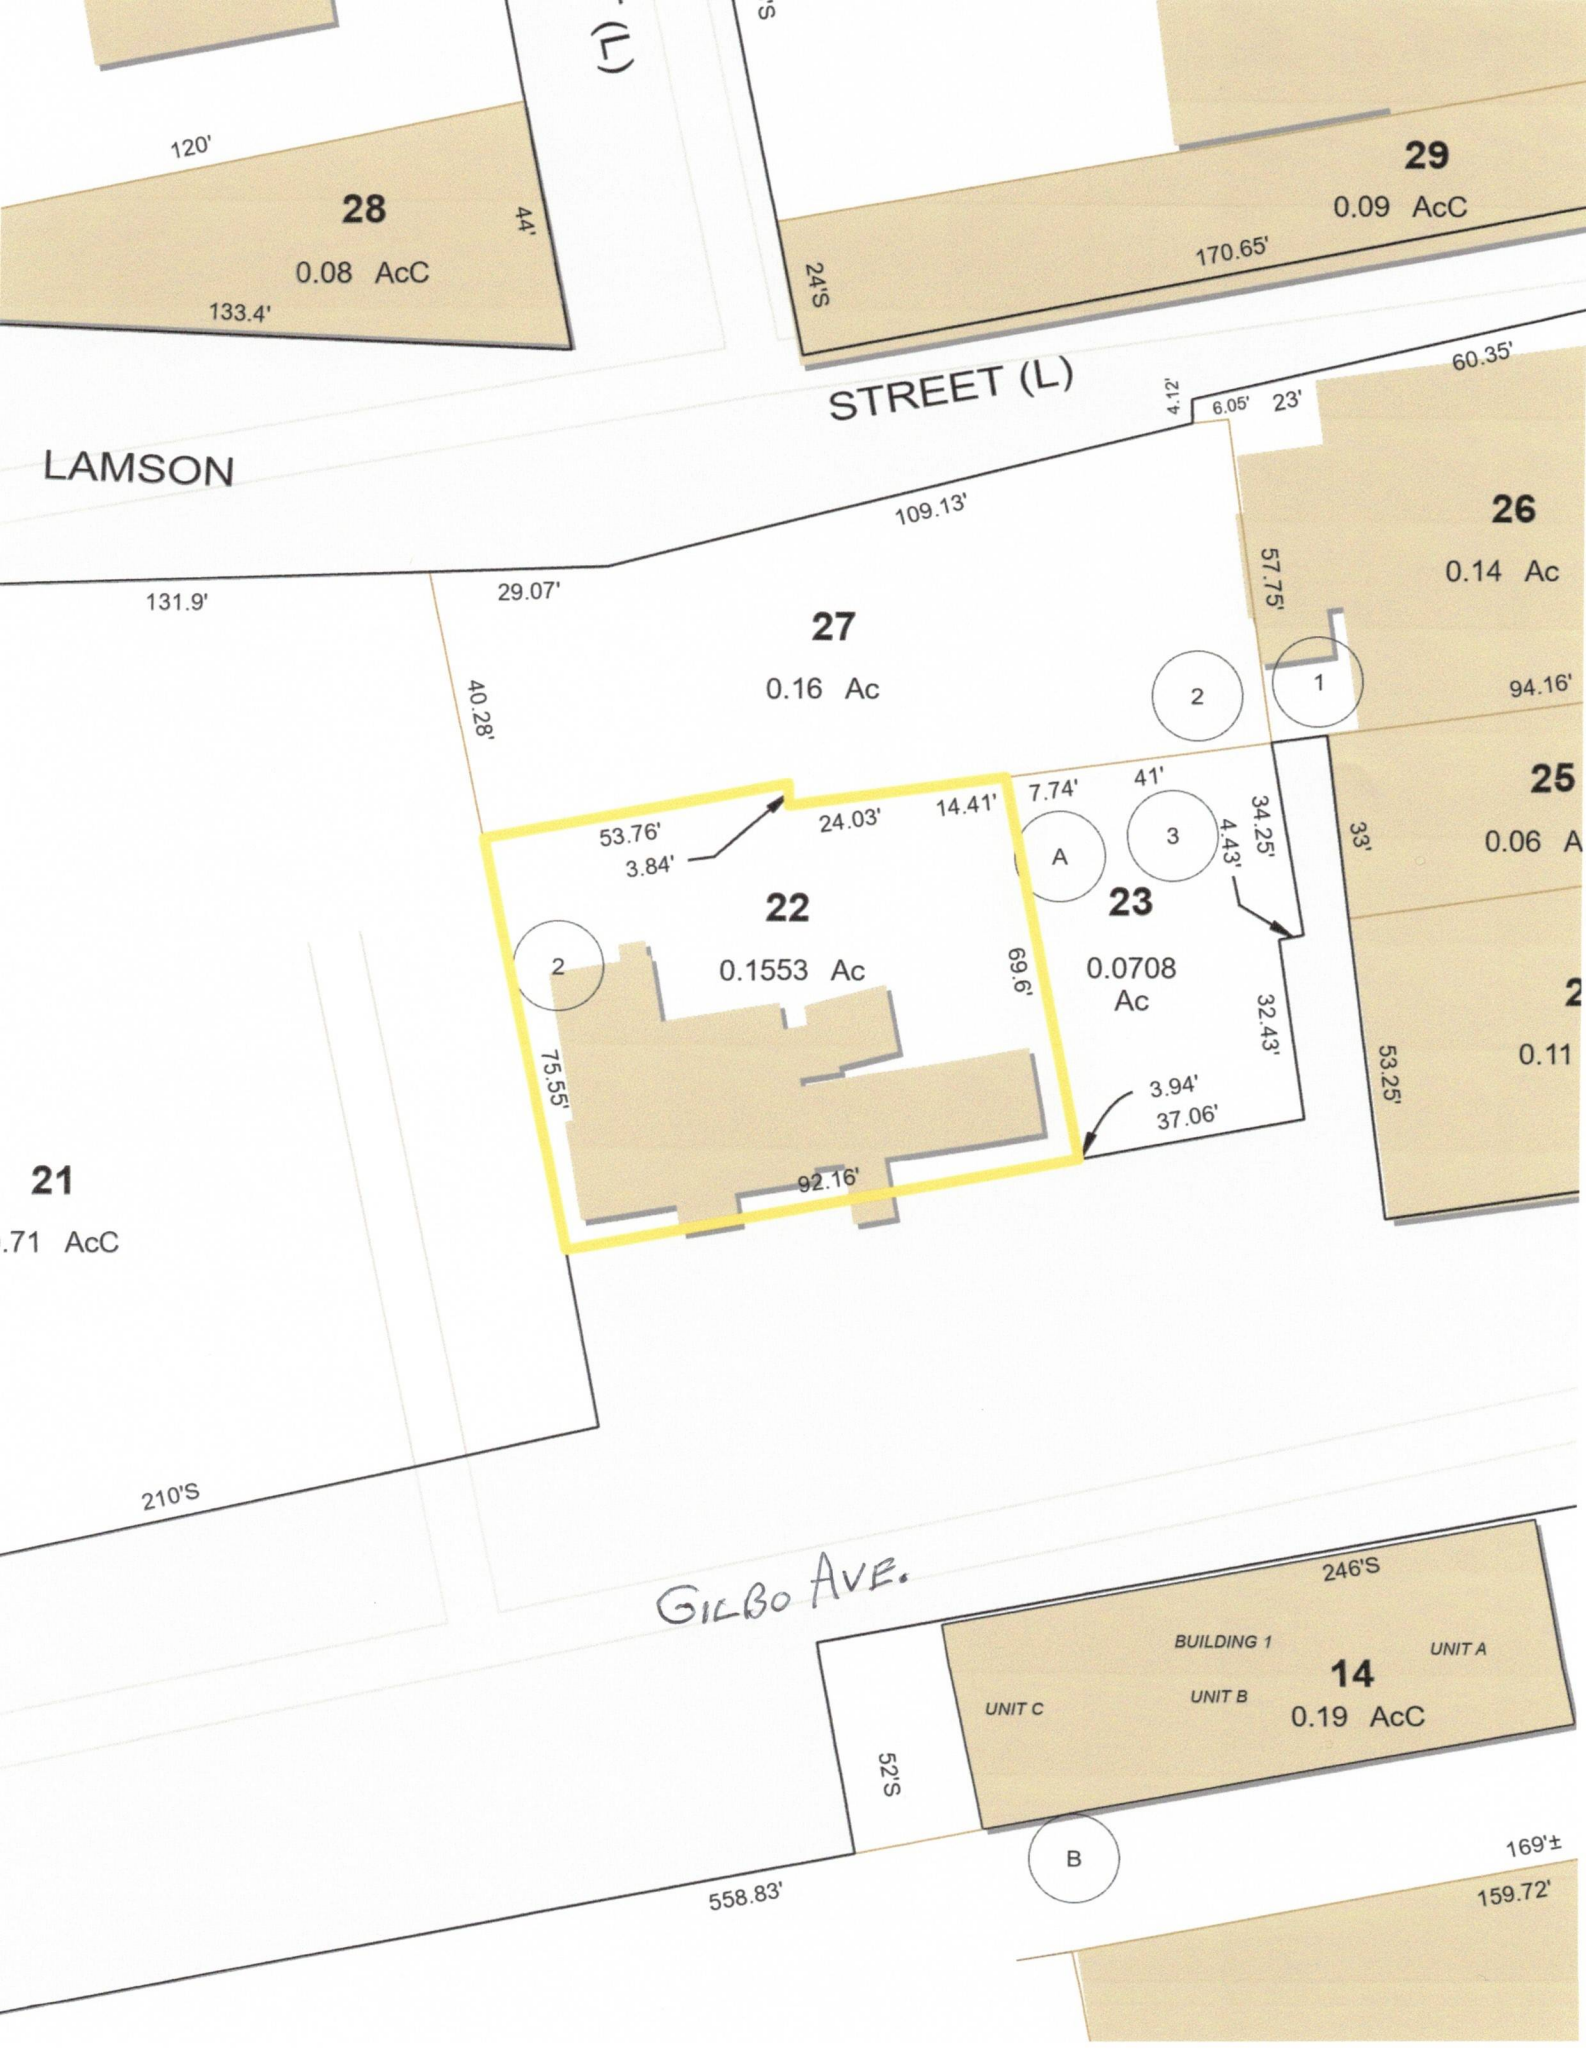 (L)
'S
120'
28
44'
0.08 AcC
133.4'
29
0.09 AcC
170.65'
24'S
STREET (L)
LAMSON
4.12'
6.05'
23'
60.35'
109.13'
26
0.14 Ac
57.75'
131.9'
29.07'
27
0.16 Ac
40.28'
2
1
94.16'
53.76'
3.84'
24.03'
14.41'
7.74'
41'
A
3
4.43'
34.25'
33'
25
0.06 A
22
0.1553 Ac
2
23
0.0708
Ac
69.6'
32.43'
75.55'
3.94'
37.06'
53.25'
2
0.11
92.16'
21
.71 AcC
210'S
GILBO AVE.
246'S
BUILDING 1
UNIT A
14
UNIT B
UNIT C
0.19 AcC
52'S
B
558.83'
169'±
159.72'